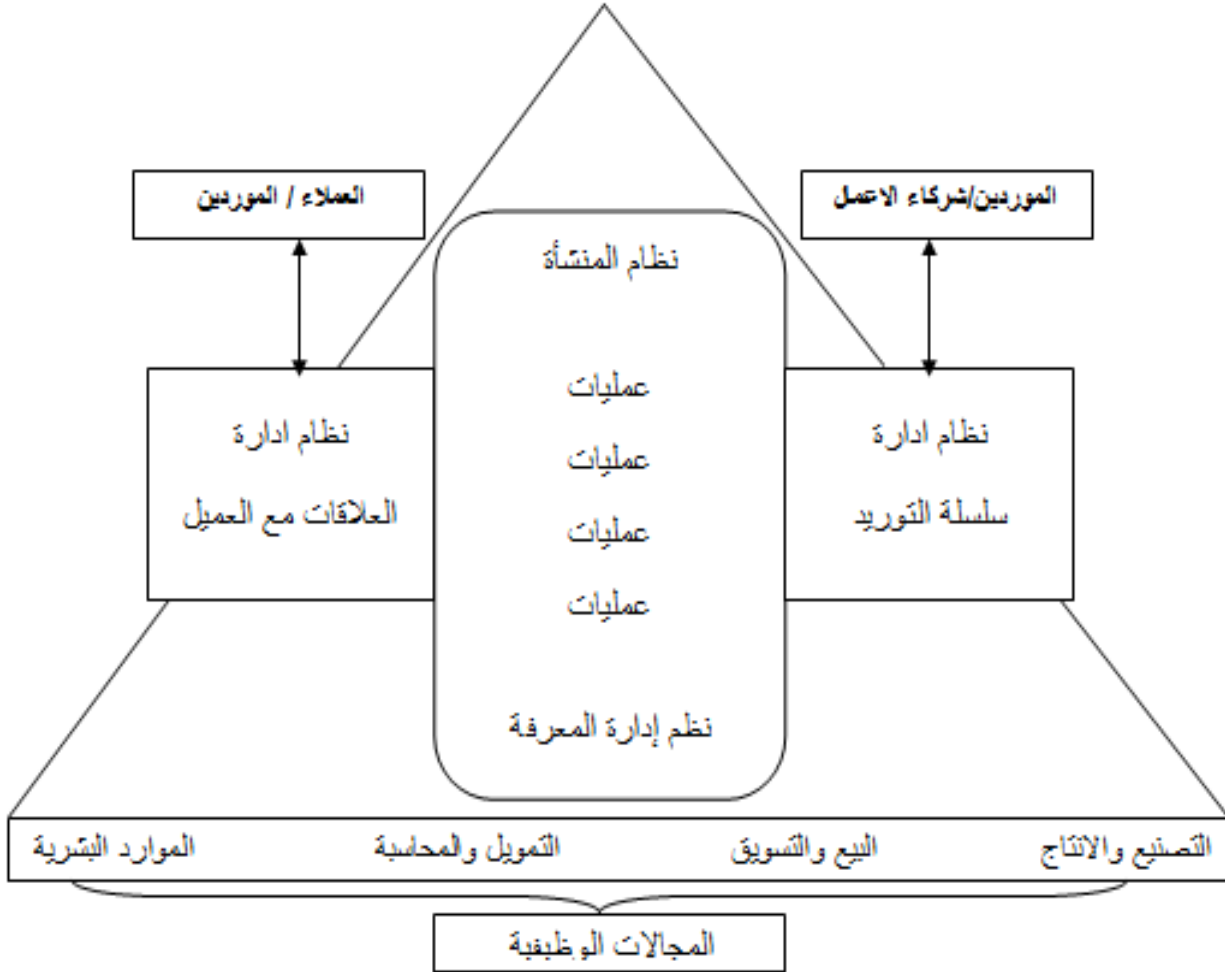 الموردين/شركاء الاعمل
العملاء / الموردين
نظام المنشأة
عمليات
عمليات
عمليات
عمليات
نظم إدارة المعرفة
نظام ادارة
سلسلة التوريد
نظام ادارة
العلاقات مع العميل
التصنيع والانتاج
البيع والتسويق
التمويل والمحاسبة
الموارد البشرية
المجالات الوظيفية